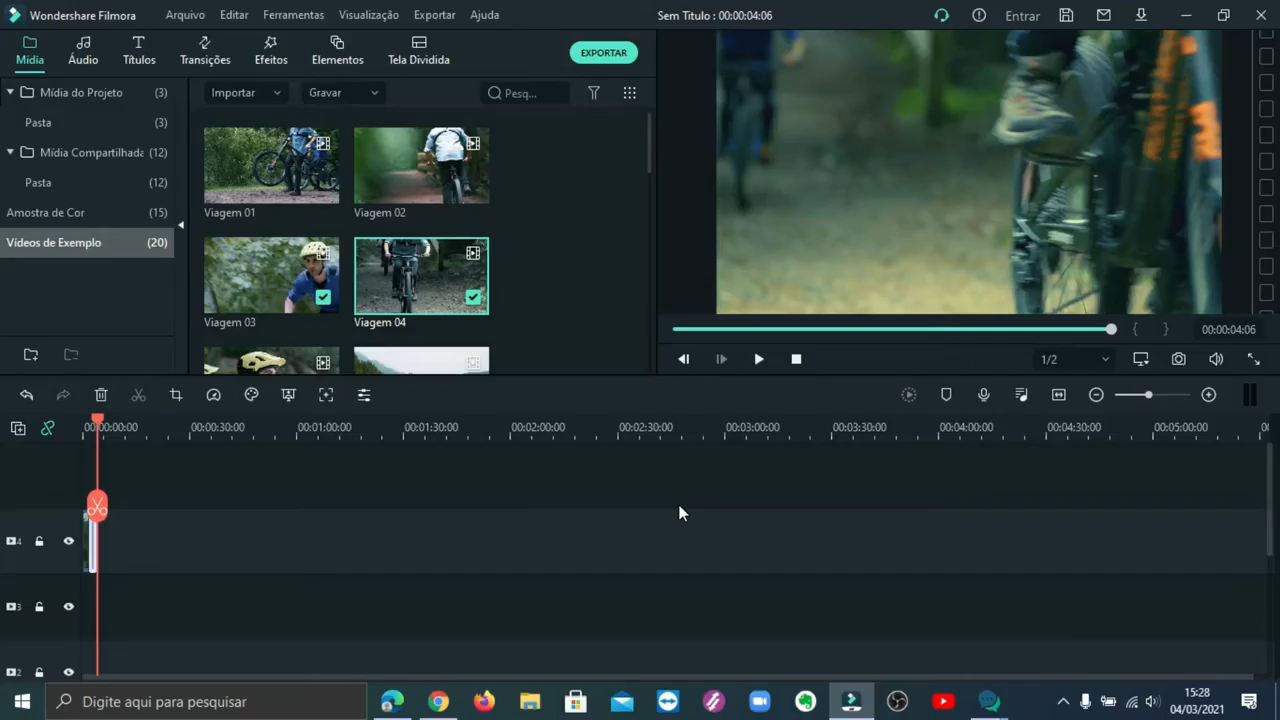 Wondershare Filmora
Arquivo
Editar
Ferramentas
Visualização
Exportar
Ajuda
Sem Titulo : 00:00:04:06
Entrar
Mídia
Áudio
Títulos
Transições
Efeitos
Elementos
Tela Dividida
EXPORTAR
Mídia do Projeto (3)
Pasta (3)
Mídia Compartilhada (12)
Pasta (12)
Amostra de Cor (15)
Vídeos de Exemplo (20)
Importar
Gravar
Pesq...
Viagem 01
Viagem 02
Viagem 03
Viagem 04
00:00:04:06
1/2
00:00:00:00
00:00:30:00
00:01:00:00
00:01:30:00
00:02:00:00
00:02:30:00
00:03:00:00
00:03:30:00
00:04:00:00
00:04:30:00
00:05:00:00
4
3
2
Digite aqui para pesquisar
15:28
04/03/2021